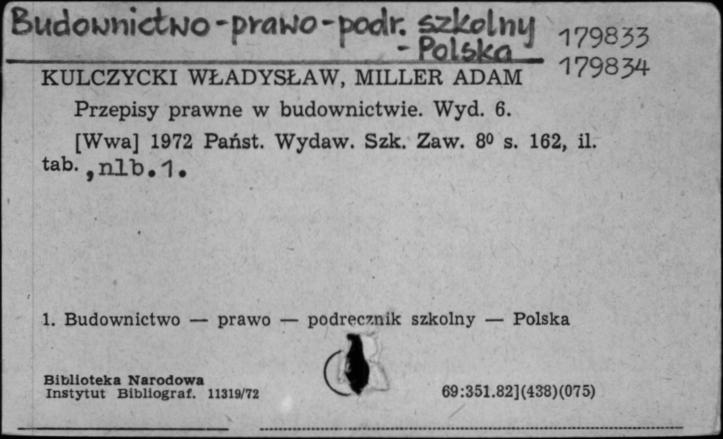 Budownictwo-prawo-podr. szkolny
- Polska
179833
179834
KULCZYCKI WŁADYSŁAW, MILLER ADAM
Przepisy prawne w budownictwie. Wyd. 6.
[Wwa] 1972 Państ. Wydaw. Szk. Zaw. 8⁰ s. 162, il.
tab. , nlb.1.
1. Budownictwo — prawo — podręcznik szkolny — Polska
Biblioteka Narodowa
Instytut Bibliograf. 11319/72
69:351.82](438)(075)